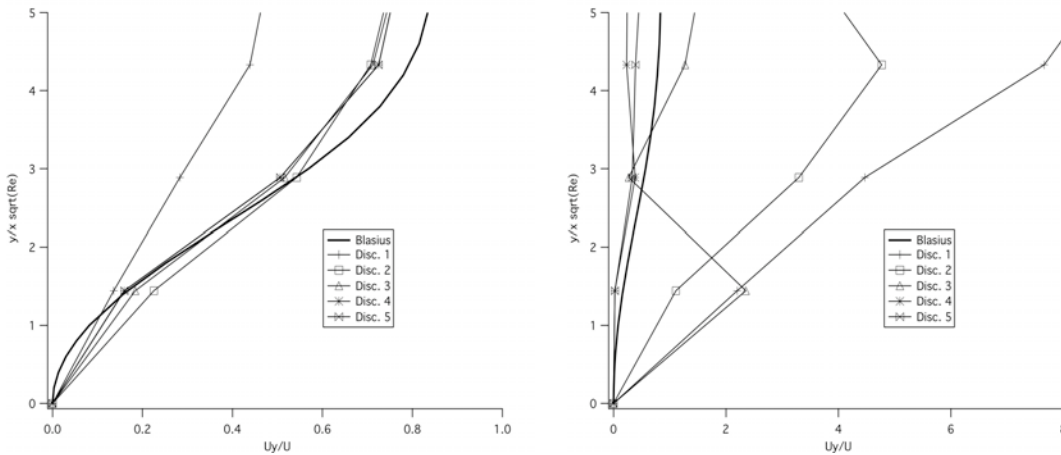 5
4
3
2
1
0
y/x sqrt(Re)
0.0
0.2
0.4
0.6
0.8
1.0
Uy/U
Blasius
Disc. 1
Disc. 2
Disc. 3
Disc. 4
Disc. 5
5
4
3
2
1
0
y/x sqrt(Re)
0
2
4
6
8
Uy/U
Blasius
Disc. 1
Disc. 2
Disc. 3
Disc. 4
Disc. 5